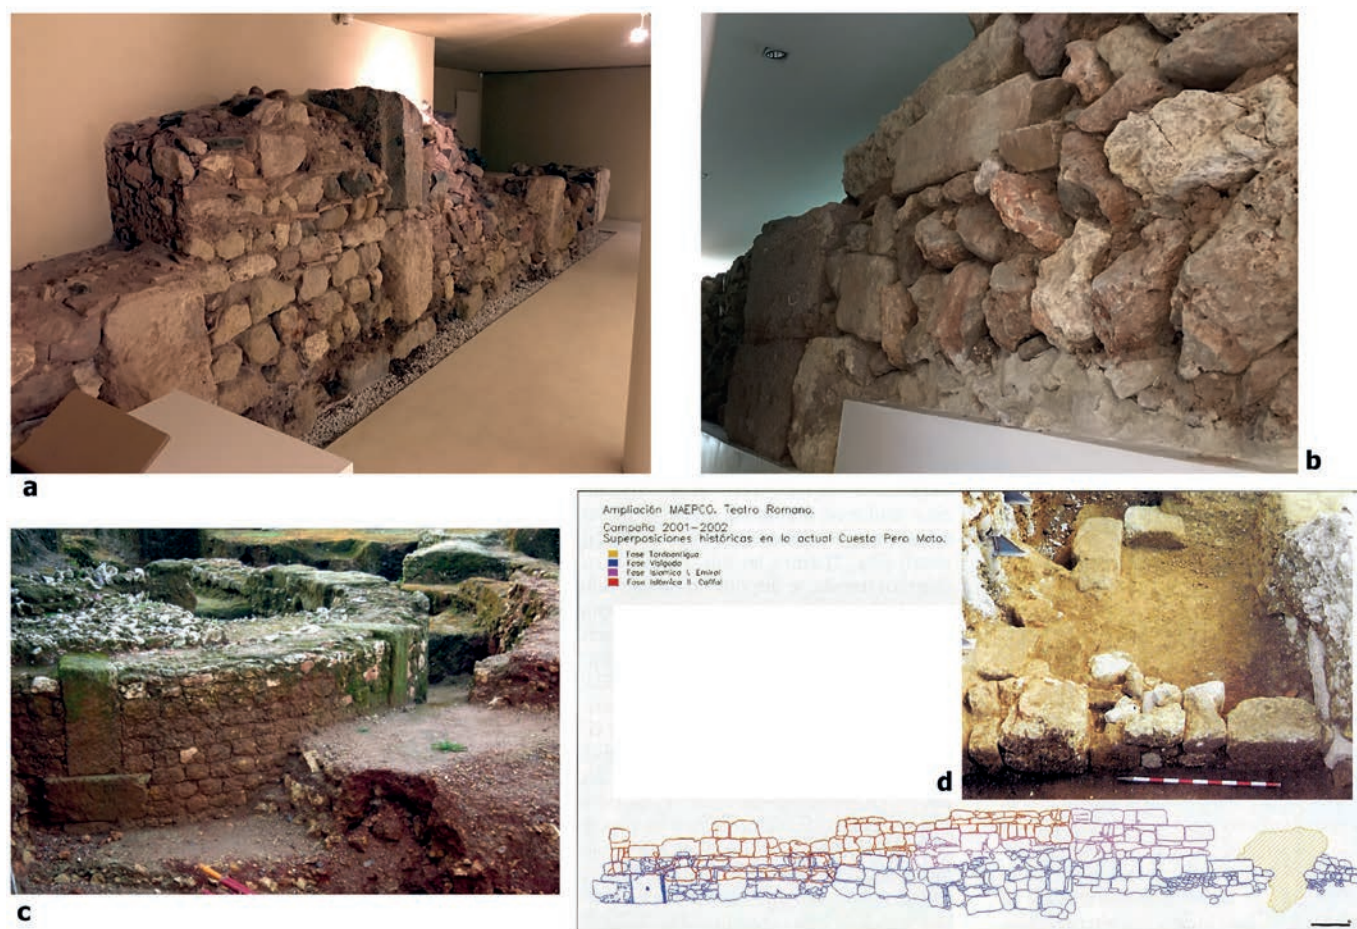 a
b
c
Ampliación MAEPCO. Teatro Romano.
Campaña 2001-2002
Superposiciones históricas en la actual Cuesta Pero Mato.
Fase Tardoantigua
Fase Visigoda
Fase Islámica I. Emiral
Fase Islámica II. Califal
d